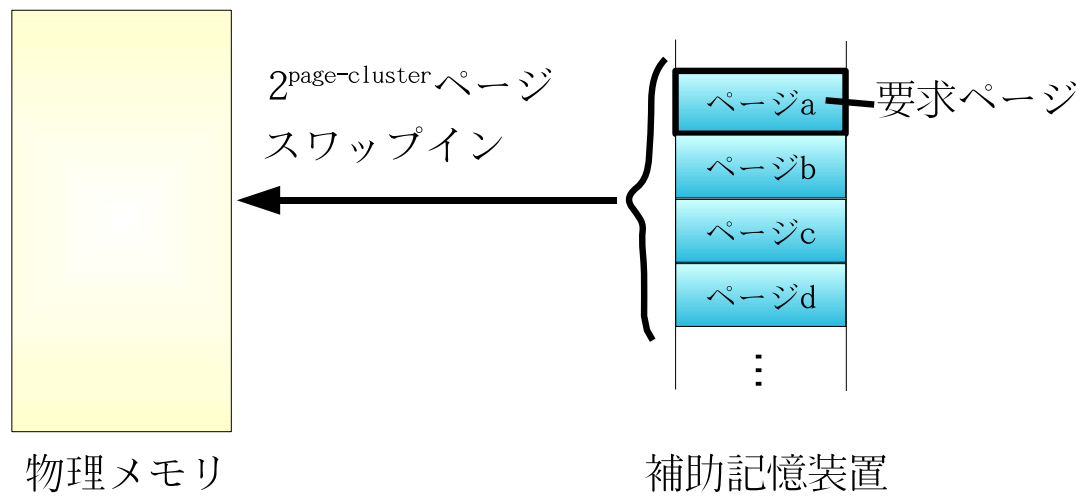 2page-clusterページ
スワップイン
ページa
要求ページ
ページb
ページc
ページd
⋮
物理メモリ
補助記憶装置